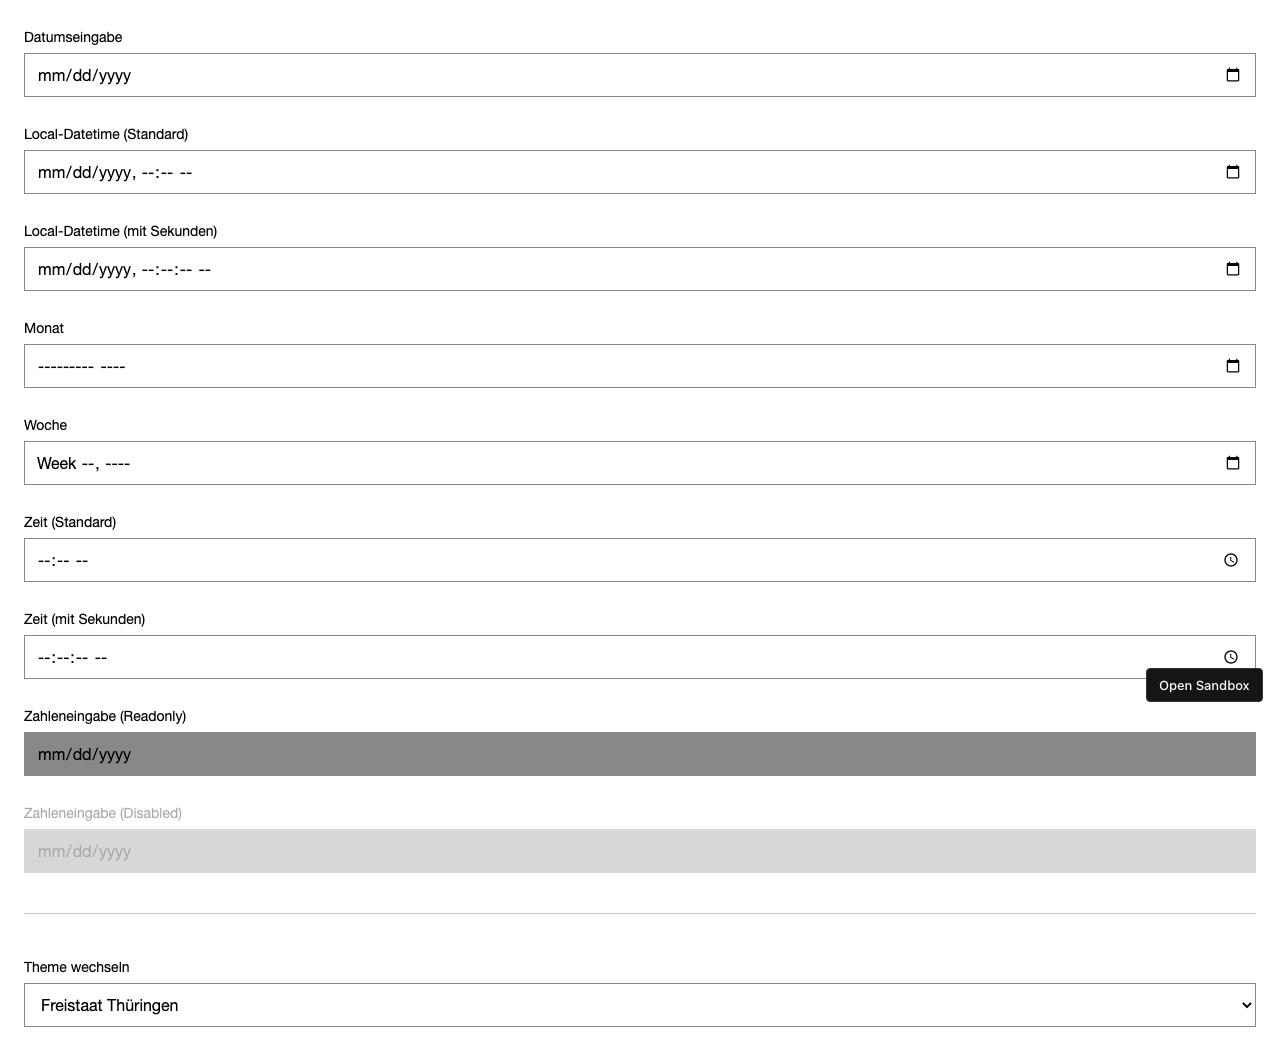 Datumseingabe
mm/dd/yyyy
Local-Datetime (Standard)
mm/dd/yyyy, --:-- --
Local-Datetime (mit Sekunden)
mm/dd/yyyy, --:--:-- --
Monat
--------- ----
Woche
Week --, ----
Zeit (Standard)
--:-- --
Zeit (mit Sekunden)
--:--:-- --
Open Sandbox
Zahleneingabe (Readonly)
mm/dd/yyyy
Zahleneingabe (Disabled)
mm/dd/yyyy
Theme wechseln
Freistaat Thüringen